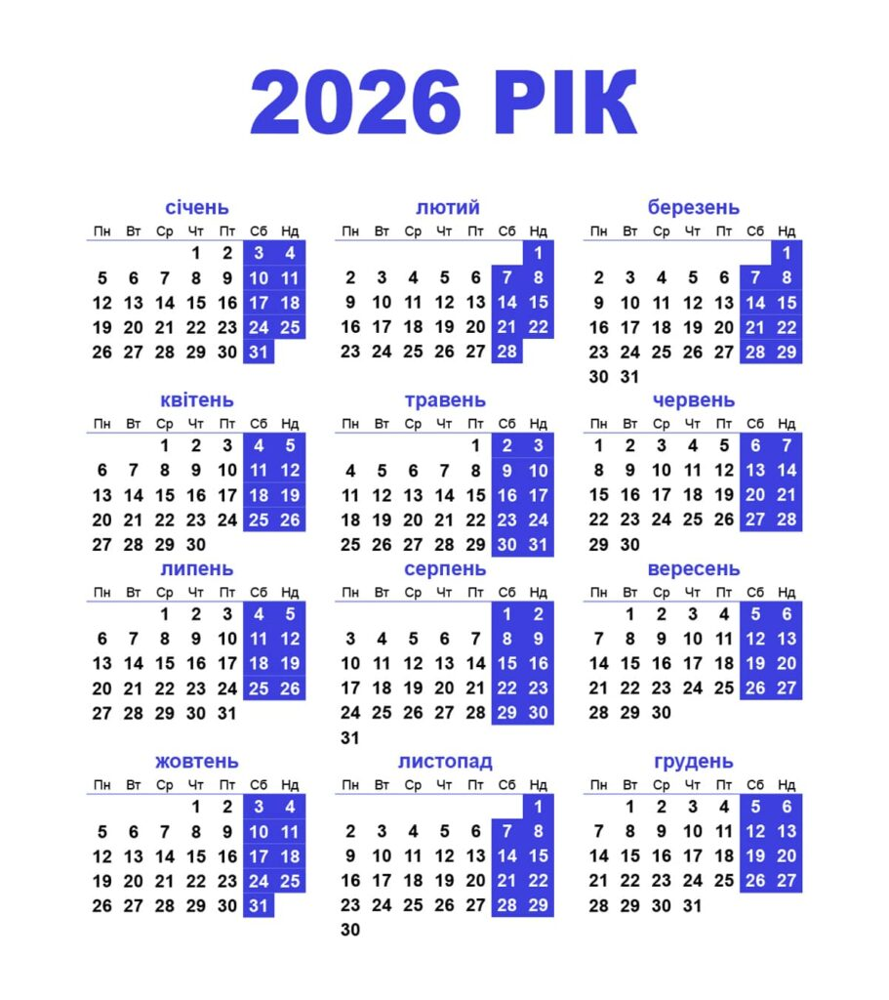 2026 РІК
січень
Пн Вт Ср Чт Пт Сб Нд
1 2 3 4
5 6 7 8 9 10 11
12 13 14 15 16 17 18
19 20 21 22 23 24 25
26 27 28 29 30 31
лютий
Пн Вт Ср Чт Пт Сб Нд
1
2 3 4 5 6 7 8
9 10 11 12 13 14 15
16 17 18 19 20 21 22
23 24 25 26 27 28
березень
Пн Вт Ср Чт Пт Сб Нд
1
2 3 4 5 6 7 8
9 10 11 12 13 14 15
16 17 18 19 20 21 22
23 24 25 26 27 28 29
30 31
квітень
Пн Вт Ср Чт Пт Сб Нд
1 2 3 4 5
6 7 8 9 10 11 12
13 14 15 16 17 18 19
20 21 22 23 24 25 26
27 28 29 30
травень
Пн Вт Ср Чт Пт Сб Нд
1 2 3
4 5 6 7 8 9 10
11 12 13 14 15 16 17
18 19 20 21 22 23 24
25 26 27 28 29 30 31
червень
Пн Вт Ср Чт Пт Сб Нд
1 2 3 4 5 6 7
8 9 10 11 12 13 14
15 16 17 18 19 20 21
22 23 24 25 26 27 28
29 30
липень
Пн Вт Ср Чт Пт Сб Нд
1 2 3 4 5
6 7 8 9 10 11 12
13 14 15 16 17 18 19
20 21 22 23 24 25 26
27 28 29 30 31
серпень
Пн Вт Ср Чт Пт Сб Нд
1 2
3 4 5 6 7 8 9
10 11 12 13 14 15 16
17 18 19 20 21 22 23
24 25 26 27 28 29 30
31
вересень
Пн Вт Ср Чт Пт Сб Нд
1 2 3 4 5 6
7 8 9 10 11 12 13
14 15 16 17 18 19 20
21 22 23 24 25 26 27
28 29 30
жовтень
Пн Вт Ср Чт Пт Сб Нд
1 2 3 4
5 6 7 8 9 10 11
12 13 14 15 16 17 18
19 20 21 22 23 24 25
26 27 28 29 30 31
листопад
Пн Вт Ср Чт Пт Сб Нд
1
2 3 4 5 6 7 8
9 10 11 12 13 14 15
16 17 18 19 20 21 22
23 24 25 26 27 28 29
30
грудень
Пн Вт Ср Чт Пт Сб Нд
1 2 3 4 5 6
7 8 9 10 11 12 13
14 15 16 17 18 19 20
21 22 23 24 25 26 27
28 29 30 31